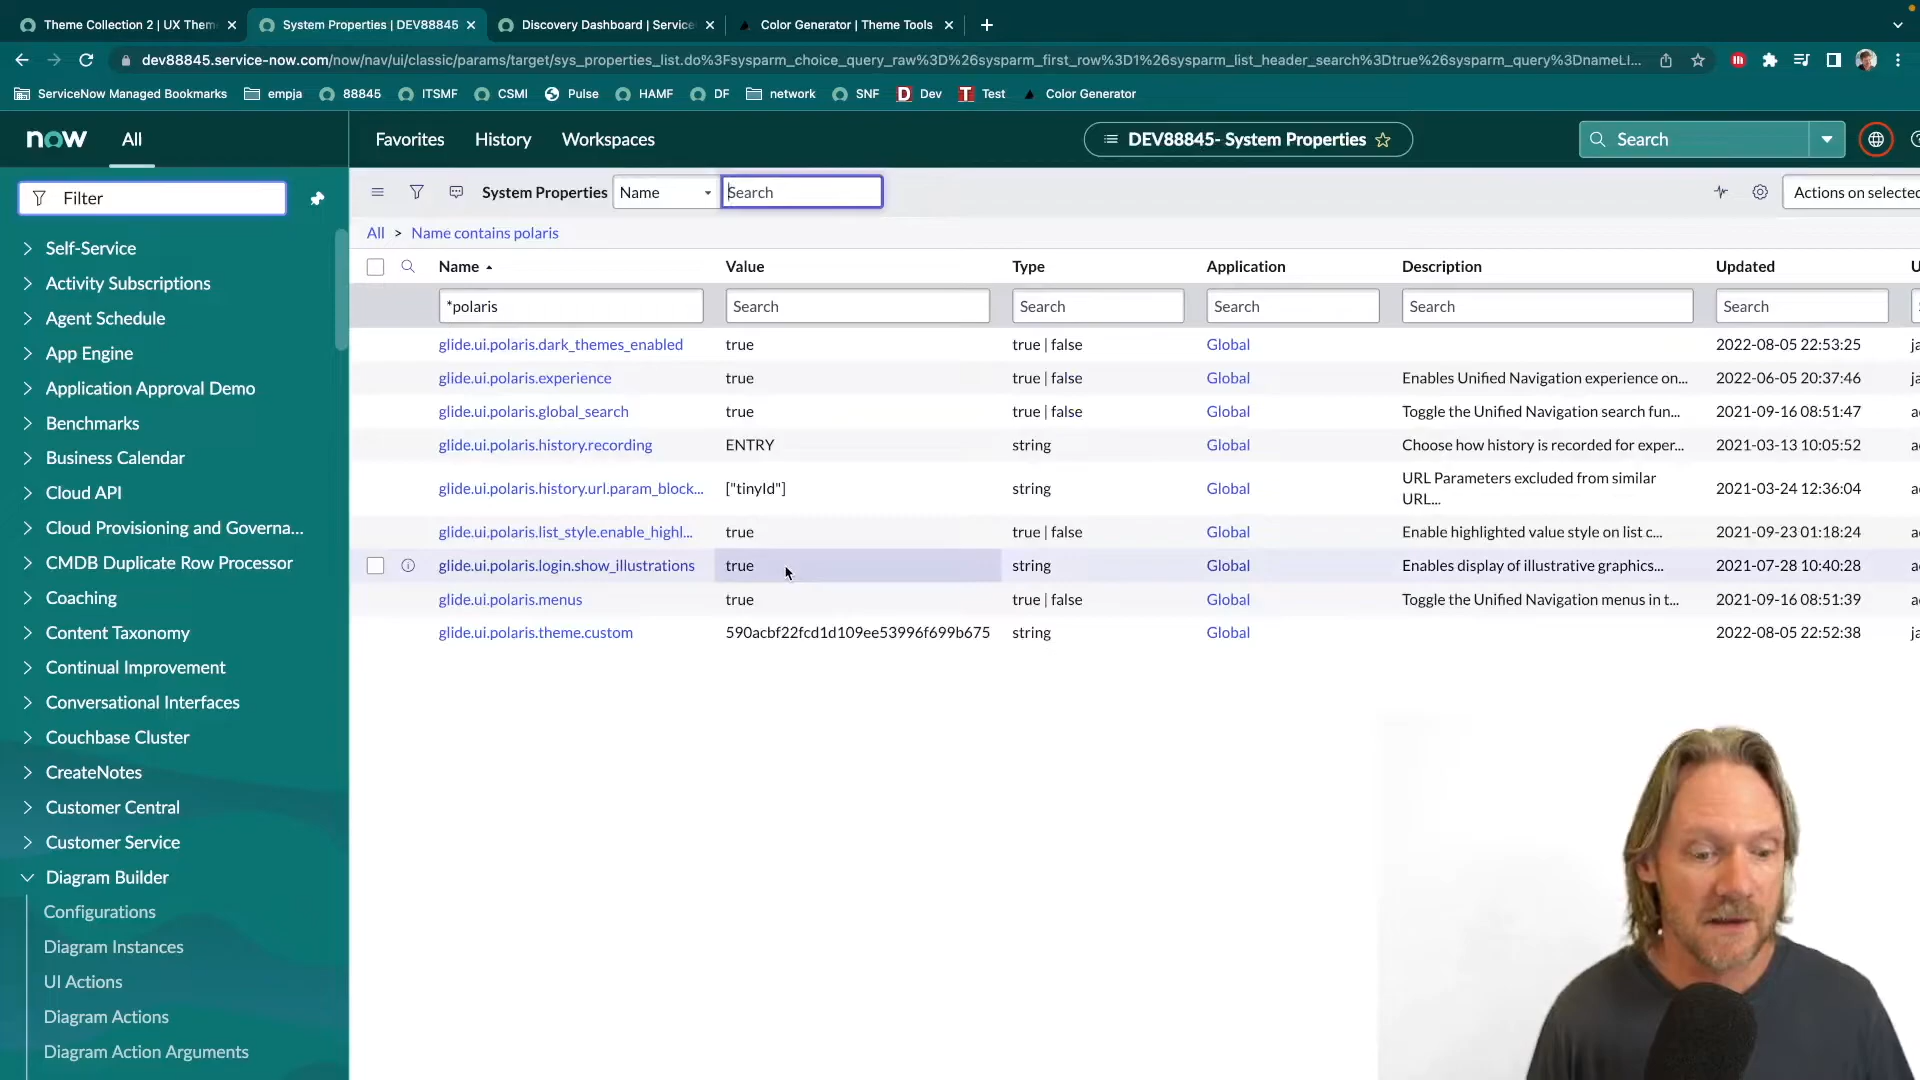 Theme Collection 2 | UX Them
System Properties | DEV88845
Discovery Dashboard | Service
Color Generator | Theme Tools
dev88845.service-now.com/now/nav/ui/classic/params/target/sys_properties_list.do%3Fsysparm_choice_query_raw%3D%26sysparm_first_row%3D1%26sysparm_list_header_search%3Dtrue%26sysparm_query%3DnameLI...
ServiceNow Managed Bookmarks empja 88845 ITSMF CSMI Pulse HAMF DF network SNF D Dev T Test Color Generator
now All Favorites History Workspaces DEV88845- System Properties Search
Filter
System Properties Name Search Actions on selected
All > Name contains polaris
Name Value Type Application Description Updated
*polaris Search Search Search Search Search
glide.ui.polaris.dark_themes_enabled true true | false Global 2022-08-05 22:53:25 ja
glide.ui.polaris.experience true true | false Global Enables Unified Navigation experience on... 2022-06-05 20:37:46 ja
glide.ui.polaris.global_search true true | false Global Toggle the Unified Navigation search fun... 2021-09-16 08:51:47
glide.ui.polaris.history.recording ENTRY string Global Choose how history is recorded for exper... 2021-03-13 10:05:52
glide.ui.polaris.history.url.param_block... ["tinyId"] string Global URL Parameters excluded from similar
URL... 2021-03-24 12:36:04
glide.ui.polaris.list_style.enable_highl... true true | false Global Enable highlighted value style on list c... 2021-09-23 01:18:24
glide.ui.polaris.login.show_illustrations true string Global Enables display of illustrative graphics... 2021-07-28 10:40:28
glide.ui.polaris.menus true true | false Global Toggle the Unified Navigation menus in t... 2021-09-16 08:51:39
glide.ui.polaris.theme.custom 590acbf22fcd1d109ee53996f699b675 string Global 2022-08-05 22:52:38 ja
Self-Service
Activity Subscriptions
Agent Schedule
App Engine
Application Approval Demo
Benchmarks
Business Calendar
Cloud API
Cloud Provisioning and Governa...
CMDB Duplicate Row Processor
Coaching
Content Taxonomy
Continual Improvement
Conversational Interfaces
Couchbase Cluster
CreateNotes
Customer Central
Customer Service
Diagram Builder
Configurations
Diagram Instances
UI Actions
Diagram Actions
Diagram Action Arguments